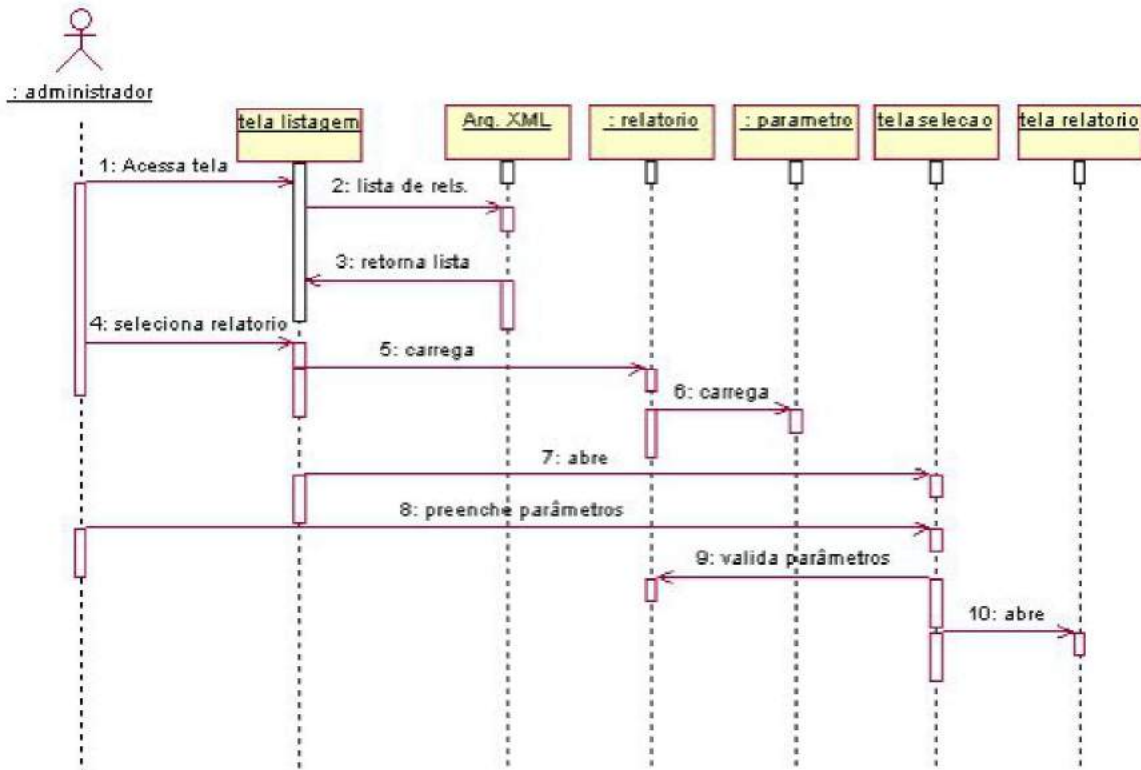 : administrador
tela listagem
Arq. XML
: relatorio
: parametro
tela selecao
tela relatorio
1: Acessa tela
2: lista de rels.
3: retorna lista
4: seleciona relatorio
5: carrega
6: carrega
7: abre
8: preenche parâmetros
9: valida parâmetros
10: abre